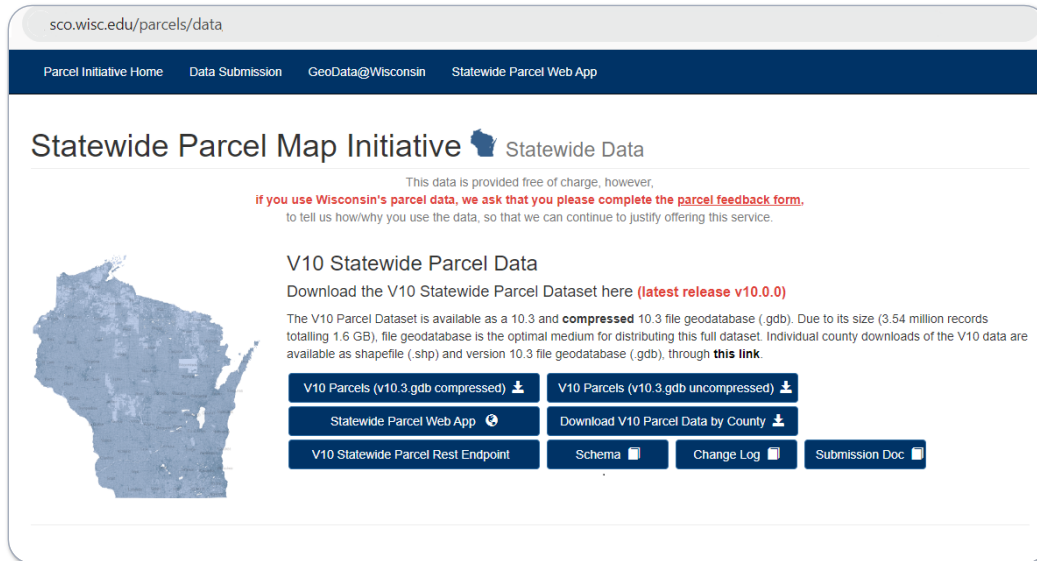 sco.wisc.edu/parcels/data
Parcel Initiative Home Data Submission GeoData@Wisconsin Statewide Parcel Web App
Statewide Parcel Map Initiative Statewide Data
This data is provided free of charge, however,
if you use Wisconsin's parcel data, we ask that you please complete the parcel feedback form,
to tell us how/why you use the data, so that we can continue to justify offering this service.
V10 Statewide Parcel Data
Download the V10 Statewide Parcel Dataset here (latest release v10.0.0)
The V10 Parcel Dataset is available as a 10.3 and compressed 10.3 file geodatabase (.gdb). Due to its size (3.54 million records
totalling 1.6 GB), file geodatabase is the optimal medium for distributing this full dataset. Individual county downloads of the V10 data are
available as shapefile (.shp) and version 10.3 file geodatabase (.gdb), through this link.
V10 Parcels (v10.3.gdb compressed) V10 Parcels (v10.3.gdb uncompressed)
Statewide Parcel Web App Download V10 Parcel Data by County
V10 Statewide Parcel Rest Endpoint Schema Change Log Submission Doc